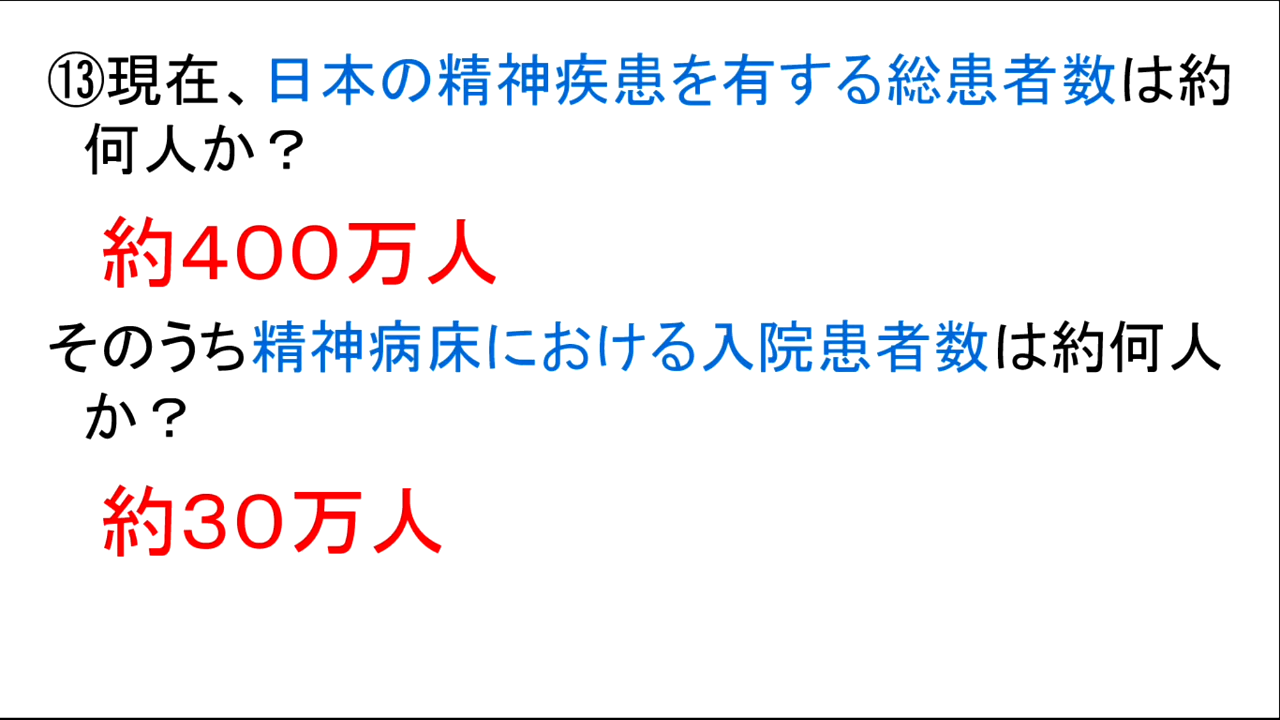 ⑬現在、日本の精神疾患を有する総患者数は約
何人か？
約４００万人
そのうち精神病床における入院患者数は約何人
か？
約３０万人